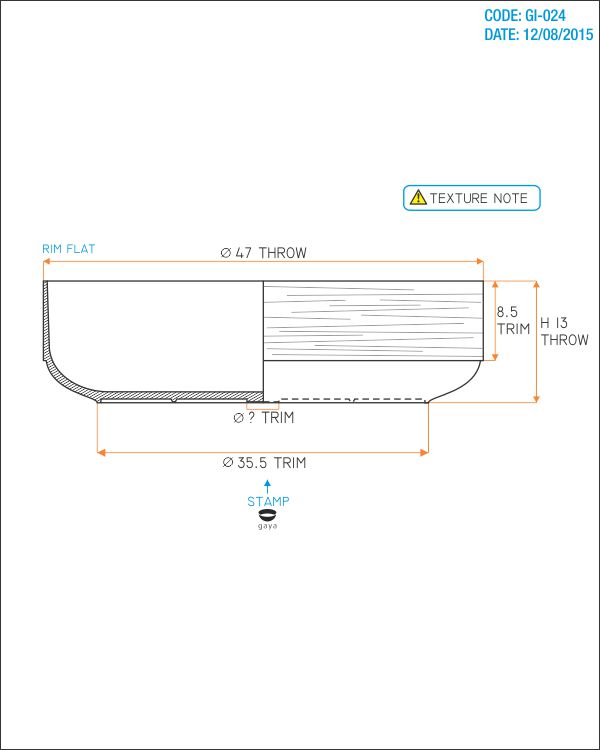 CODE: GI-024
DATE: 12/08/2015
TEXTURE NOTE
RIM FLAT
Ø 47 THROW
8.5
TRIM
H 13
THROW
Ø ? TRIM
Ø 35.5 TRIM
STAMP
gaya